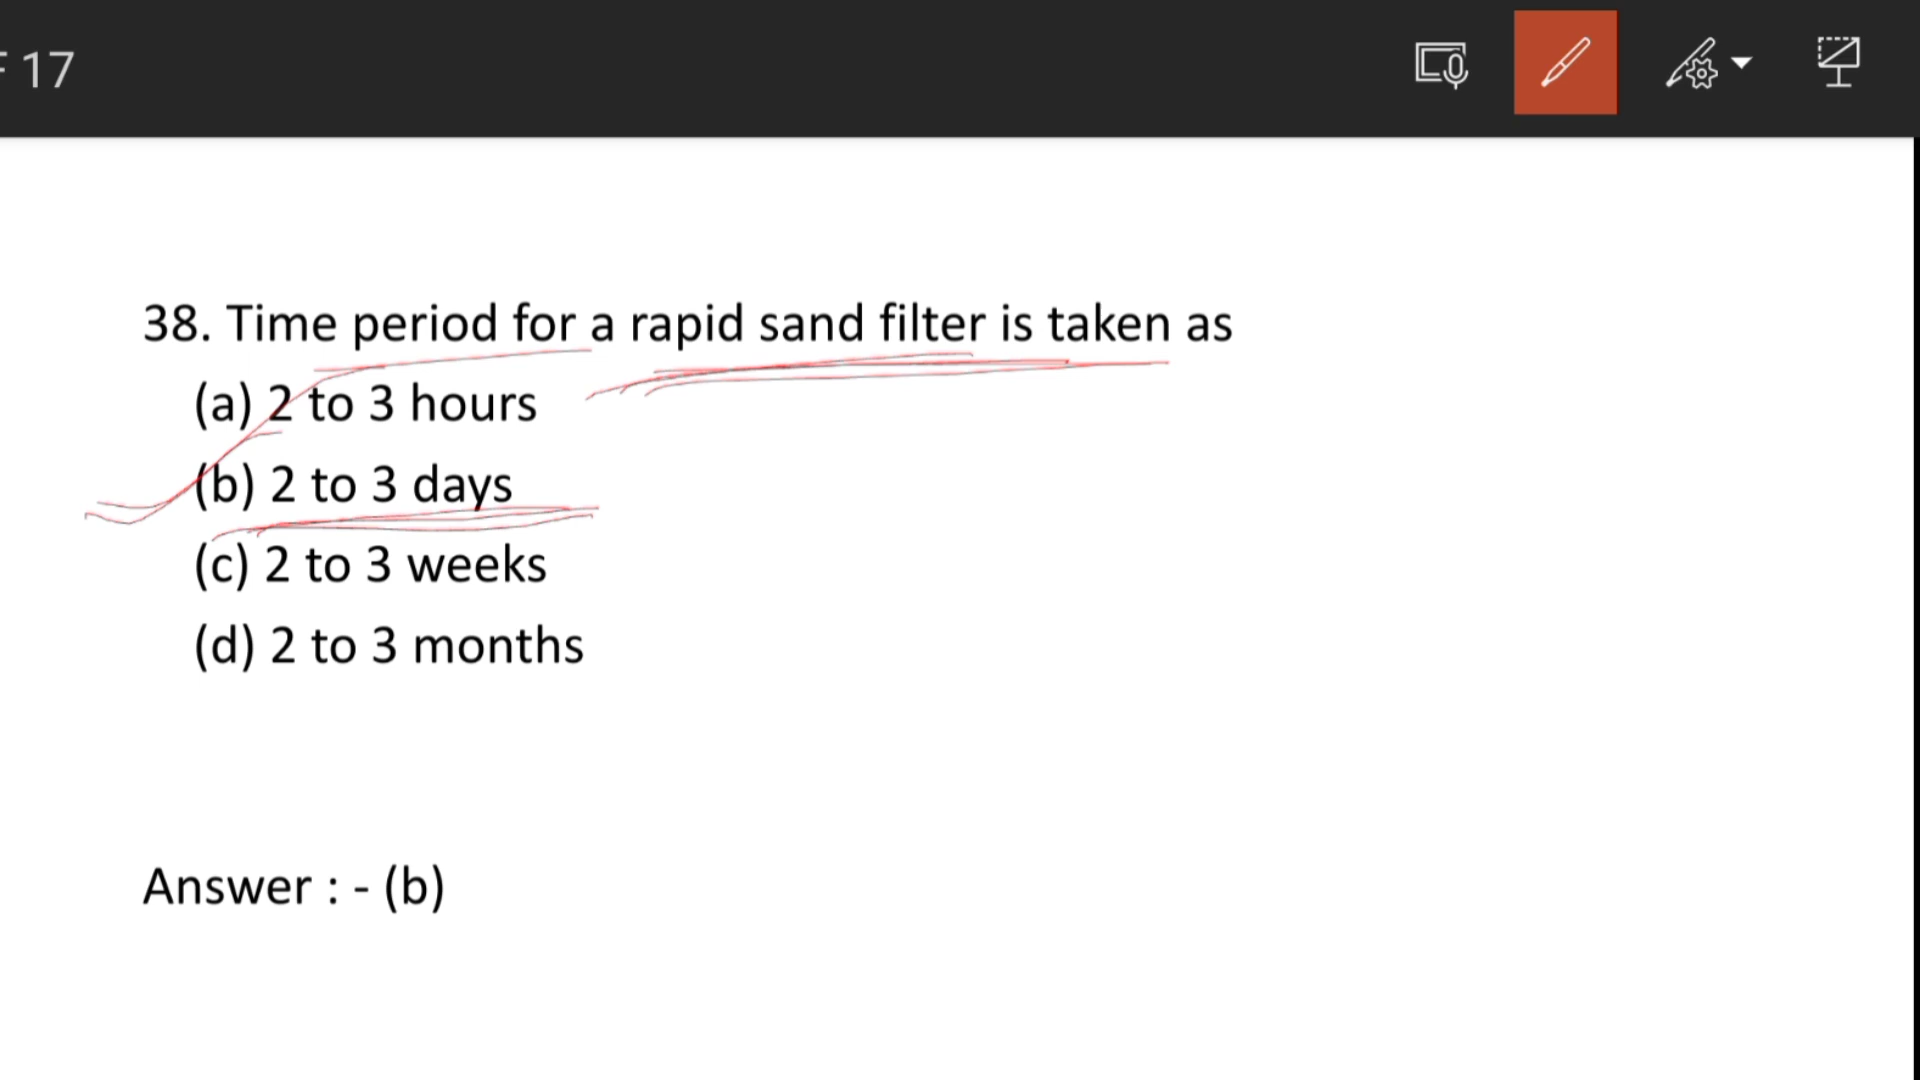 F 17
38. Time period for a rapid sand filter is taken as
(a) 2 to 3 hours
(b) 2 to 3 days
(c) 2 to 3 weeks
(d) 2 to 3 months
Answer : - (b)